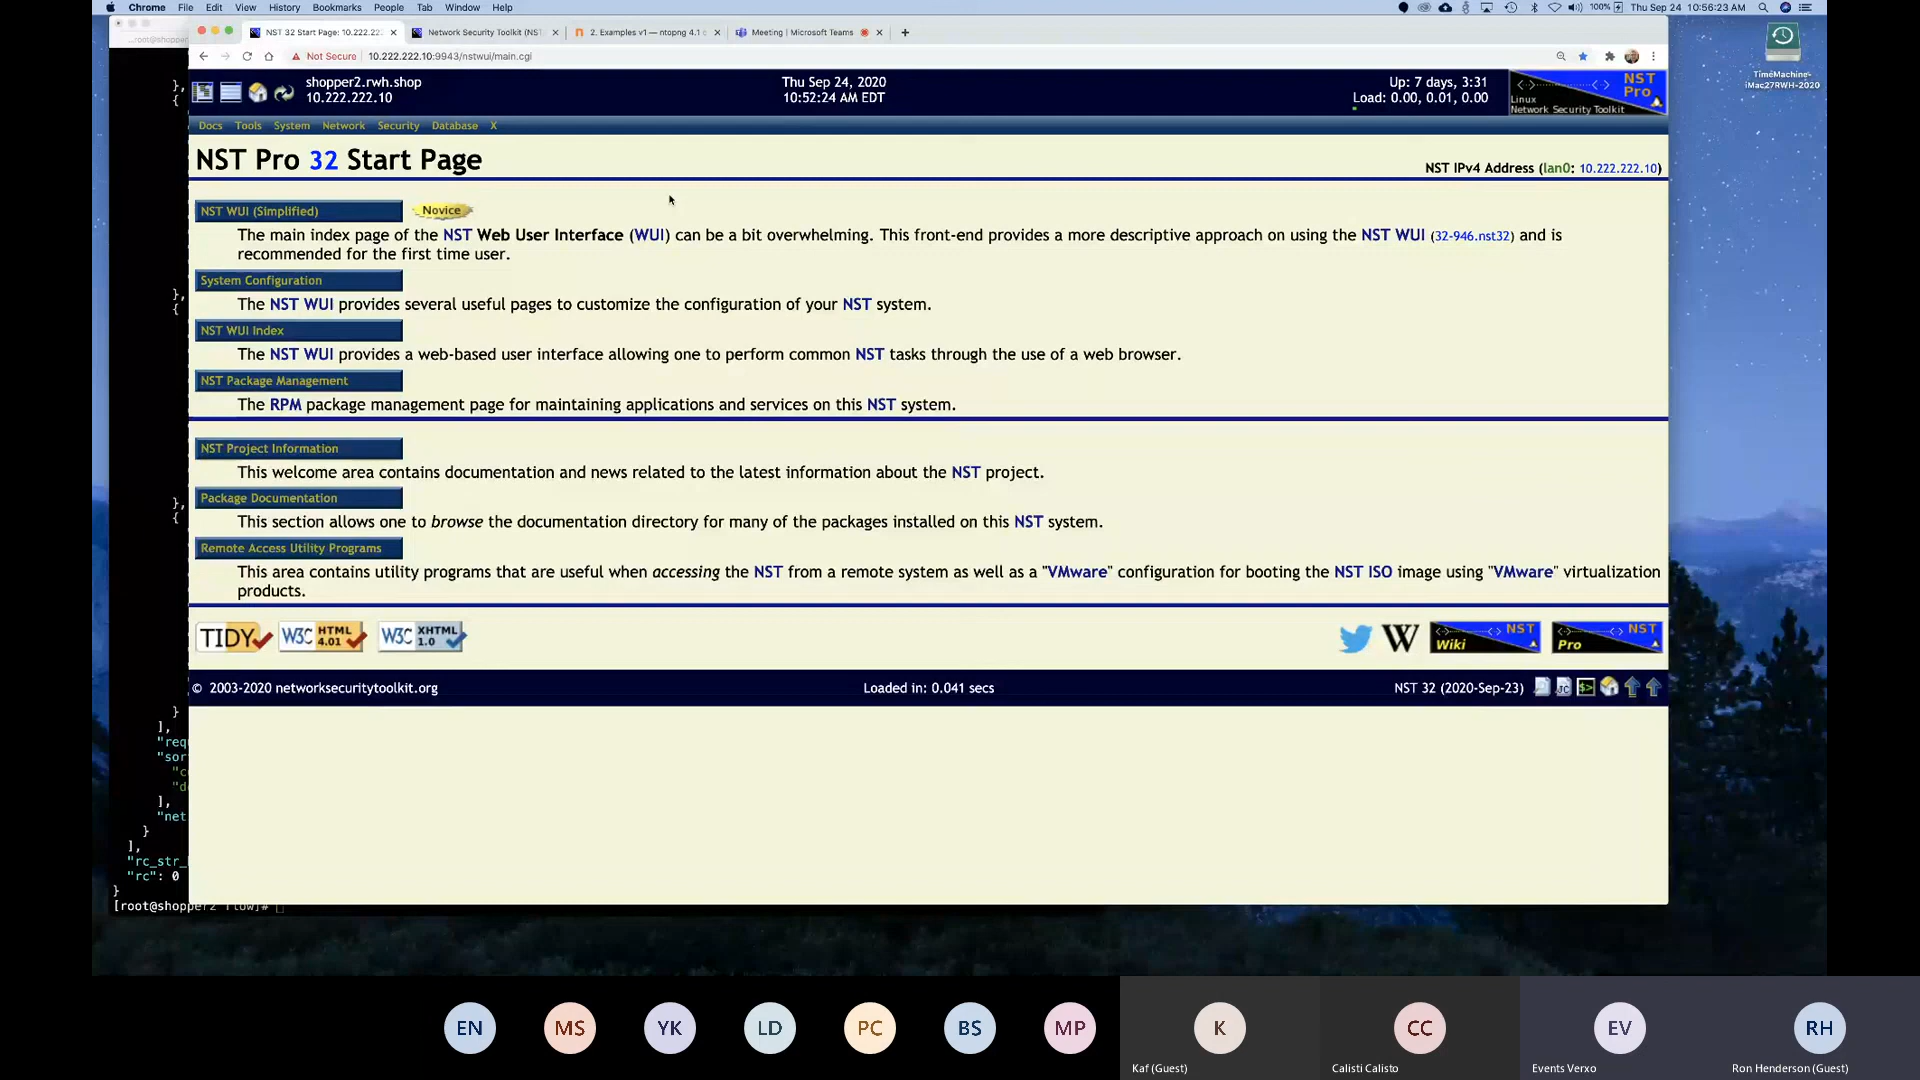 Chrome File Edit View History Bookmarks People Tab Window Help
100% Thu Sep 24 10:56:23 AM
NST 32 Start Page: 10.222.22
Network Security Toolkit (NST
2. Examples v1 — ntopng 4.1
Meeting | Microsoft Teams
Not Secure 10.222.222.10:9943/nstwui/main.cgi
TimeMachine-
iMac27RWH-2020
shopper2.rwh.shop
10.222.222.10
Thu Sep 24, 2020
10:52:24 AM EDT
Up: 7 days, 3:31
Load: 0.00, 0.01, 0.00
NST
Pro
Linux
Network Security Toolkit
Docs Tools System Network Security Database X
NST Pro 32 Start Page
NST IPv4 Address (lan0: 10.222.222.10)
NST WUI (Simplified)
Novice
The main index page of the NST Web User Interface (WUI) can be a bit overwhelming. This front-end provides a more descriptive approach on using the NST WUI (32-946.nst32) and is
recommended for the first time user.
System Configuration
The NST WUI provides several useful pages to customize the configuration of your NST system.
NST WUI Index
The NST WUI provides a web-based user interface allowing one to perform common NST tasks through the use of a web browser.
NST Package Management
The RPM package management page for maintaining applications and services on this NST system.
NST Project Information
This welcome area contains documentation and news related to the latest information about the NST project.
Package Documentation
This section allows one to browse the documentation directory for many of the packages installed on this NST system.
Remote Access Utility Programs
This area contains utility programs that are useful when accessing the NST from a remote system as well as a "VMware" configuration for booting the NST ISO image using "VMware" virtualization
products.
TIDY
W3C HTML 4.01
W3C XHTML 1.0
W
NST Wiki
NST Pro
© 2003-2020 networksecuritytoolkit.org
Loaded in: 0.041 secs
NST 32 (2020-Sep-23)
},
{
},
{
},
{
}
],
"req
"sor
"c
"d
],
"net
}
],
"rc_str_
"rc": 0
}
[root@shopper2 flow]#
EN MS YK LD PC BS MP K CC EV RH
Kaf (Guest)
Calisti Calisto
Events Verxo
Ron Henderson (Guest)